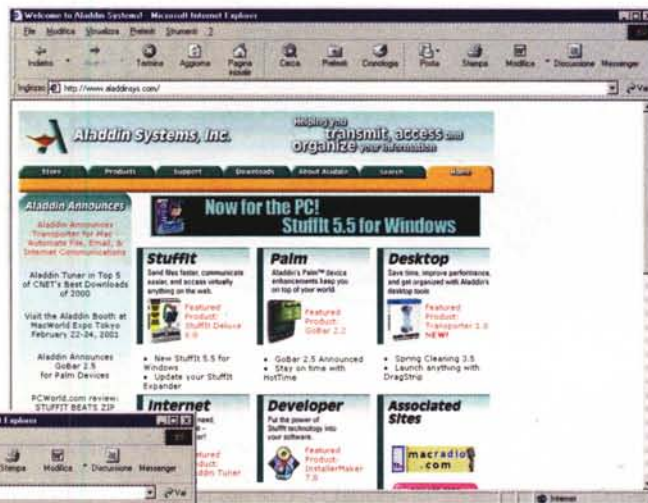 Welcome to Aladdin Systems! - Microsoft Internet Explorer
File Modifica Visualizza Preferiti Strumenti ?
Indietro Termina Aggiorna Pagina iniziale Cerca Preferiti Cronologia Posta Stampa Modifica Discussione Messenger
Indirizzo http://www.aladdinsys.com/ Vai
Aladdin Systems, Inc.
Helping you
transmit, access and
organize your information
Store Products Support Downloads About Aladdin Search Home
Aladdin Announces
Aladdin Announces
Transporter for Mac
Automate File, Email, &
Internet Communications
Aladdin Tuner in Top 5
of CNET's Best Downloads
of 2000
Visit the Aladdin Booth at
MacWorld Expo Tokyo
February 22-24, 2001
Aladdin Announces
GoBar 2.5
for Palm Devices
PCWorld.com review:
STUFFIT BEATS ZIP
Now for the PC!
StuffIt 5.5 for Windows
StuffIt
Send files faster, communicate
easier, and access virtually
anything on the web.
Featured
Product:
StuffIt Deluxe
6.0
• New StuffIt 5.5 for
Windows
• Update your StuffIt
Expander
Palm
Aladdin's Palm™ device
enhancements keep you
on top of your world
Featured
Product:
GoBar 2.2
• GoBar 2.5 Announced
• Stay on time with
HotTime
Desktop
Save time, improve performance,
and get organized with Aladdin's
desktop tools
Featured
Product:
Transporter 1.0
NEW!
• Spring Cleaning 3.5
• Launch anything with
DragStrip
Internet
need,
Featured
Product:
Aladdin Tuner
Developer
Put the power of
StuffIt technology into
your software.
Featured
Product:
InstallerMaker
7.0
Associated
Sites
macradio
.com
Internet
t Explorer
Stampa Modifica Discussione Messenger
Vai